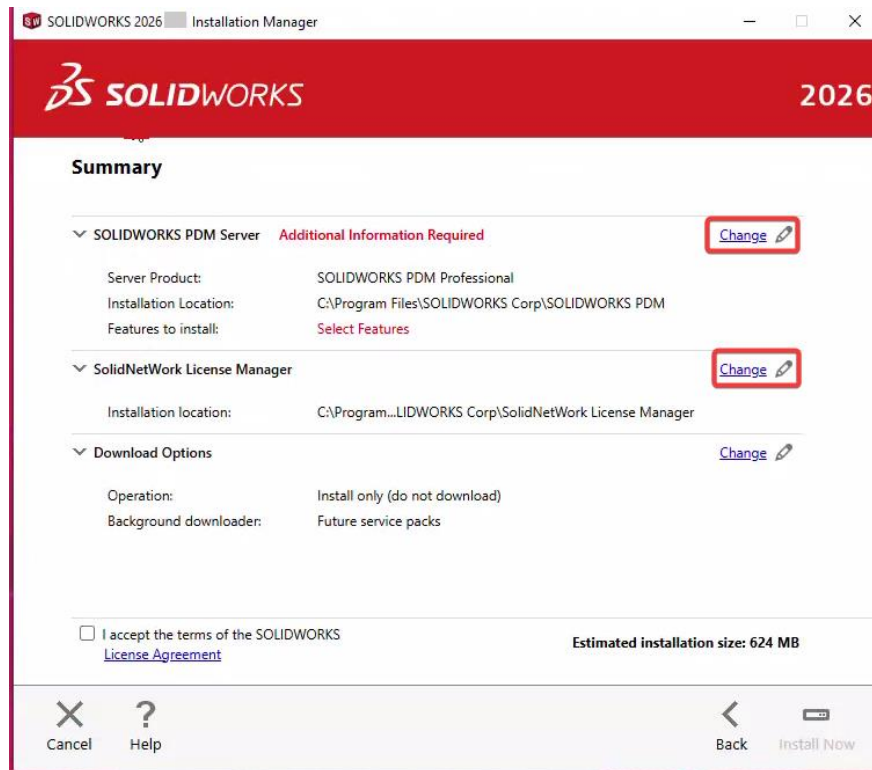 SOLIDWORKS 2026 Installation Manager
SOLIDWORKS 2026
Summary
SOLIDWORKS PDM Server Additional Information Required Change
Server Product: SOLIDWORKS PDM Professional
Installation Location: C:\Program Files\SOLIDWORKS Corp\SOLIDWORKS PDM
Features to install: Select Features
SolidNetWork License Manager Change
Installation location: C:\Program...LIDWORKS Corp\SolidNetWork License Manager
Download Options Change
Operation: Install only (do not download)
Background downloader: Future service packs
I accept the terms of the SOLIDWORKS
License Agreement
Estimated installation size: 624 MB
Cancel Help Back Install Now